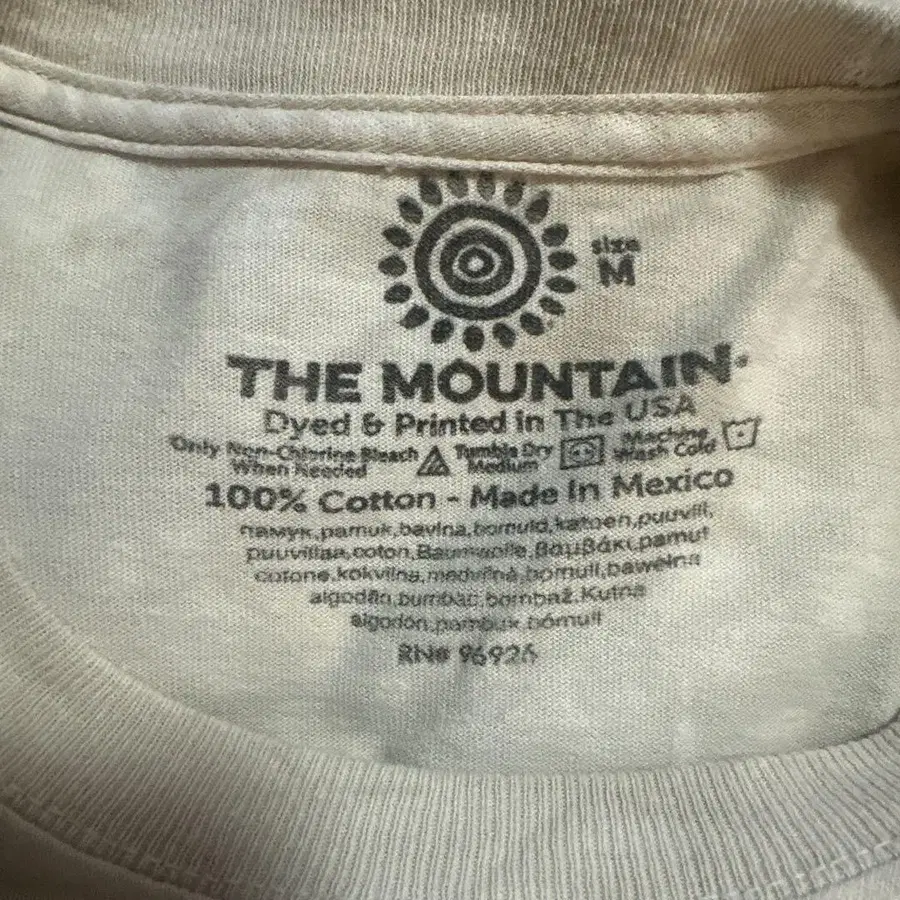 size
M
THE MOUNTAIN®
Dyed & Printed in The USA
Only Non-Chlorine Bleach
When Needed
Tumble Dry
Medium
Machine
Wash Cold
100% Cotton - Made In Mexico
памук,pamuk,bavlna,bomuld,katoen,puuvill,
puuvillaa,coton,Baumwolle,βαμβάκι,pamut
cotone,kokvilna,medvilnė,bomull,bawełna
algodão,bumbac,bombaž,Kutna
algodón,pambuk,bómull
RN# 96926